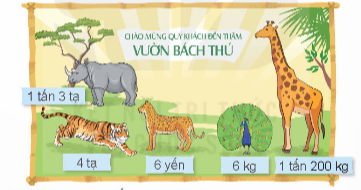 CHÀO MỪNG QUÝ KHÁCH ĐẾN THĂM
VƯỜN BÁCH THÚ
1 tấn 3 tạ
4 tạ
6 yến
6 kg
1 tấn 200 kg